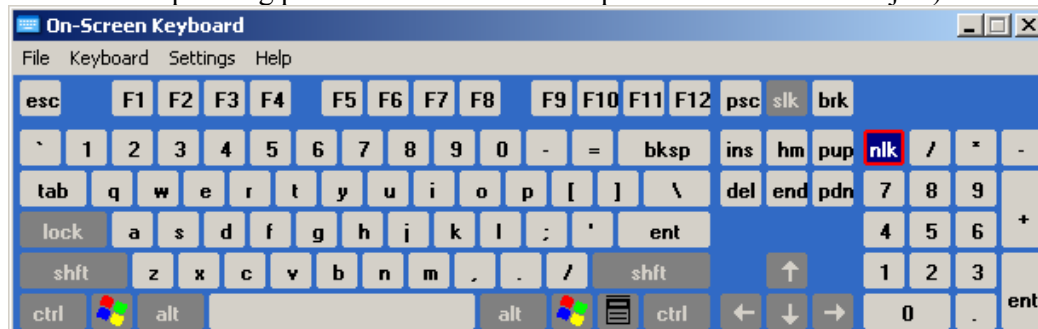 On-Screen Keyboard
File Keyboard Settings Help
esc F1 F2 F3 F4 F5 F6 F7 F8 F9 F10 F11 F12 psc slk brk
` 1 2 3 4 5 6 7 8 9 0 - = bksp ins hm pup nlk / * -
tab q w e r t y u i o p [ ] \ del end pdn 7 8 9
lock a s d f g h j k l ; ' ent 4 5 6 +
shft z x c v b n m , . / shft ↑ 1 2 3
ctrl alt alt ctrl ← ↓ → 0 . ent